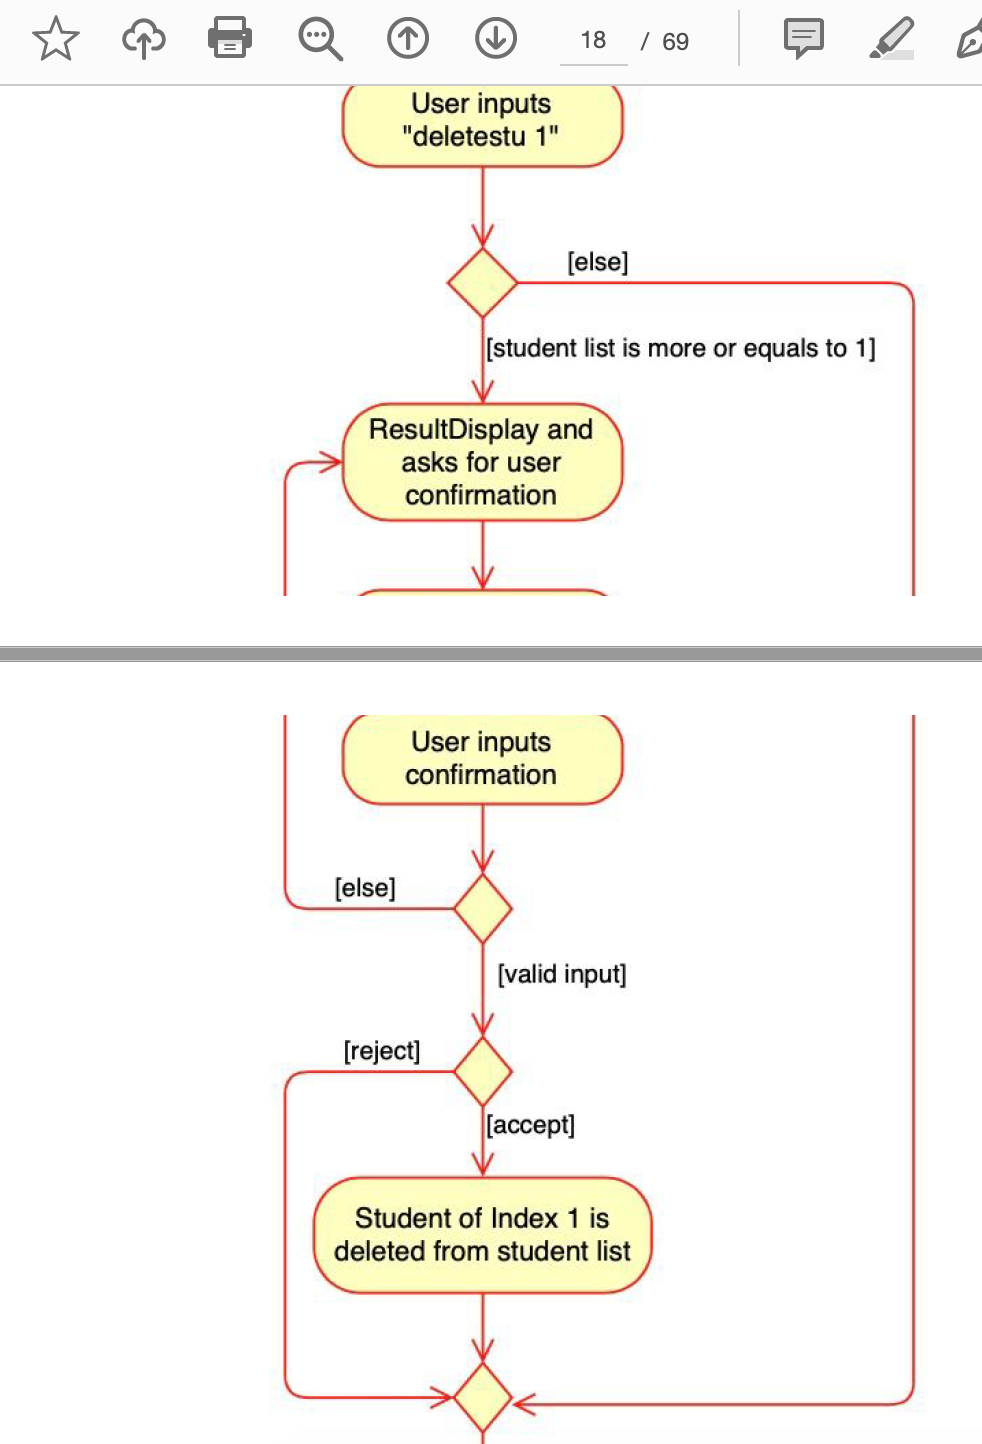 18 / 69
User inputs
"deletestu 1"
[else]
[student list is more or equals to 1]
ResultDisplay and
asks for user
confirmation
User inputs
confirmation
[else]
[valid input]
[reject]
[accept]
Student of Index 1 is
deleted from student list